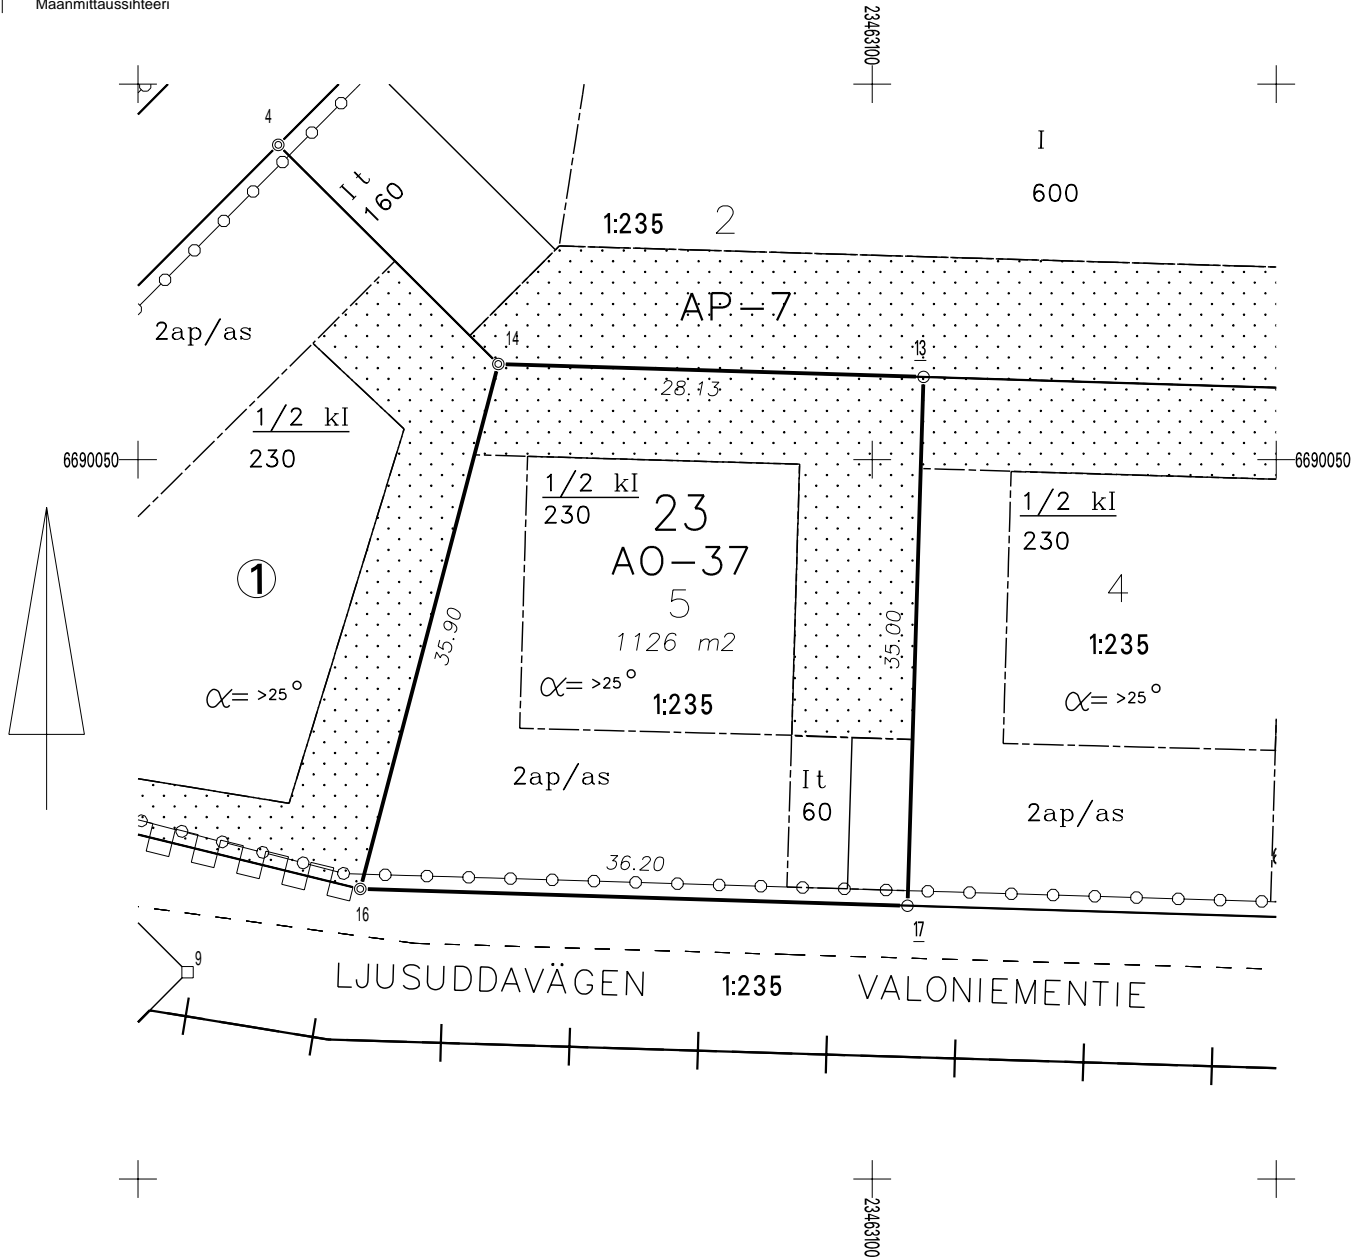 Maanmittaussihteeri
23463100
4
I
600
I t
160
1:235
2
AP-7
2ap/as
14
13
28.13
1/2 kI
230
6690050
6690050
1/2 kI
230
23
AO-37
5
1126 m2
1/2 kI
230
1
4
35.90
35.00
1:235
α= >25°
α= >25°
1:235
α= >25°
2ap/as
It
60
2ap/as
36.20
16
17
9
LJUSUDDAVÄGEN
1:235
VALONIEMENTIE
23463100